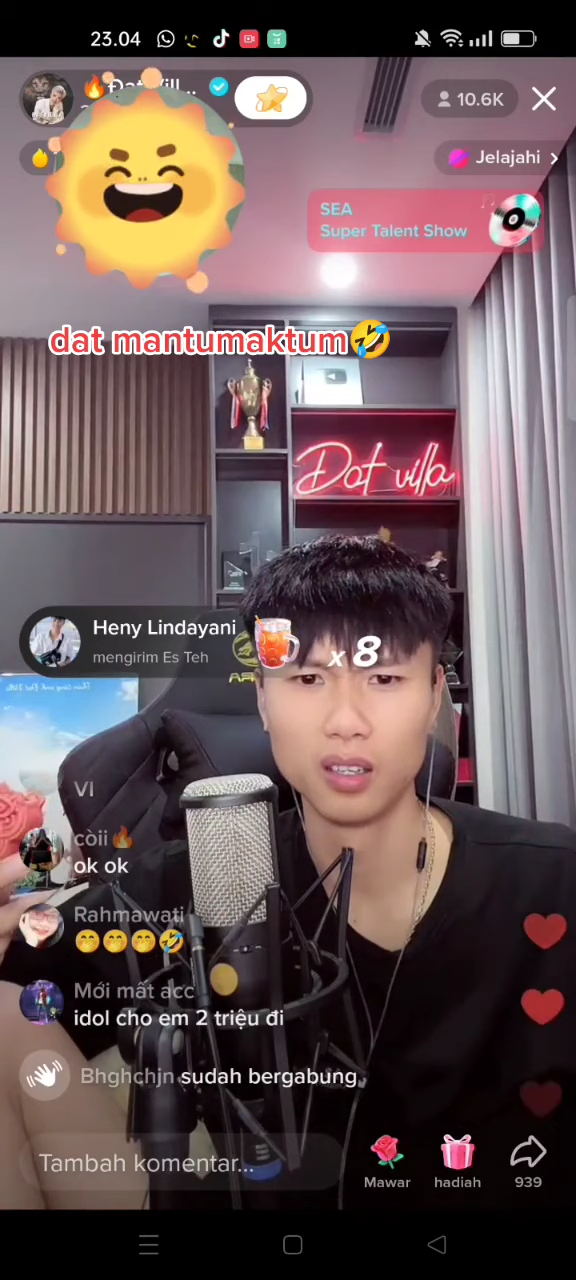 23.04
10.6K
Jelajahi
SEA
Super Talent Show
dat mantumaktum🤣
Dat villa
Heny Lindayani
mengirim Es Teh
x 8
VI
còii🔥
ok ok
Rahmawati
🤭🤭🤭🤣
Mới mất acc
idol cho em 2 triệu đi
Bhghchjn sudah bergabung
Tambah komentar...
Mawar
hadiah
939